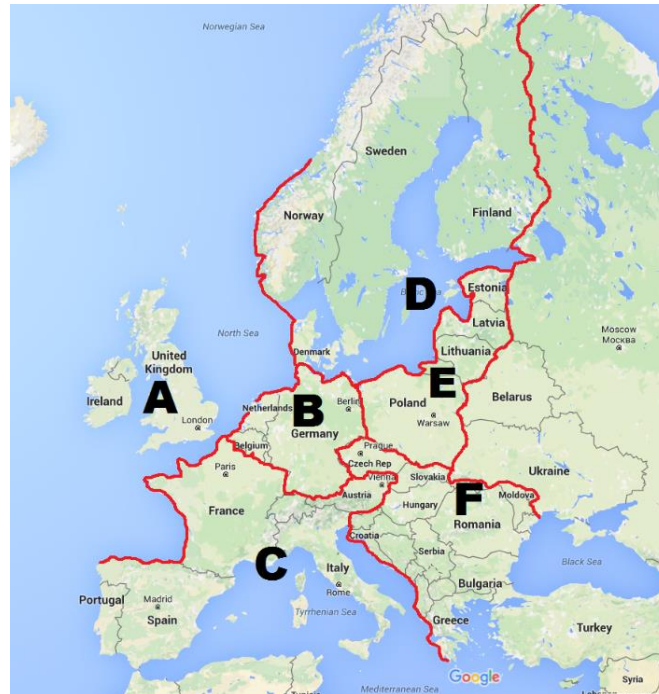 Norwegian Sea
Sweden
Finland
Norway
D
Baltic Sea
Estonia
North Sea
Latvia
Moscow
Москва
Denmark
Lithuania
United
Kingdom
Ireland
A
E
Belarus
B
Netherlands
Berlin
Poland
London
Germany
Warsaw
Belgium
Prague
Czech Rep
Paris
Ukraine
Slovakia
Vienna
F
Austria
Moldova
France
Hungary
Romania
Croatia
C
Serbia
Italy
Bulgaria
Black Sea
Portugal
Madrid
Rome
Spain
Tyrrhenian Sea
Greece
Turkey
Google
Syria
Mediterranean Sea